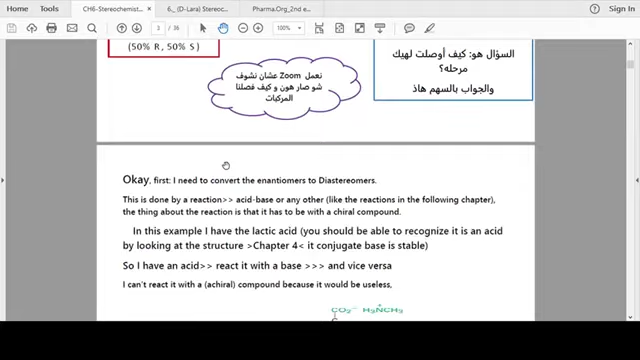 CH6-Stereochemist...
6._ (D-Lara) Stereoc...
Pharma.Org_2nd e...
3 / 36
200%
(50% R , 50% S)
نعمل Zoom عشان نشوف
شو صار هون و كيف فصلنا
المركبات
السؤال هو: كيف أوصلت لهيك
مرحله؟
والجواب بالسهم هاذ
Okay, first: I need to convert the enantiomers to Diastereomers.
This is done by a reaction>> acid-base or any other (like the reactions in the following chapter),
the thing about the reaction is that it has to be with a chiral compound.
In this example I have the lactic acid (you should be able to recognize it is an acid
by looking at the structure >Chapter 4< it conjugate base is stable)
So I have an acid>> react it with a base >>> and vice versa
I can't react it with a (achiral) compound because it would be useless,
CO₂⁻ H₃N⁺CH₃
C